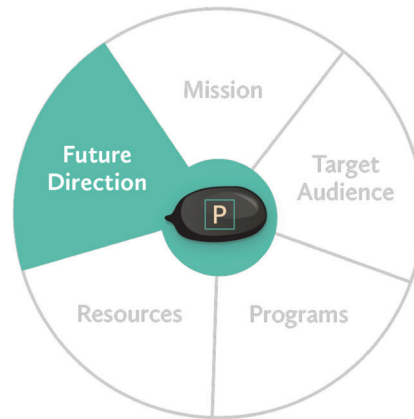 Mission
Future
Direction
Target
Audience
P
Resources
Programs